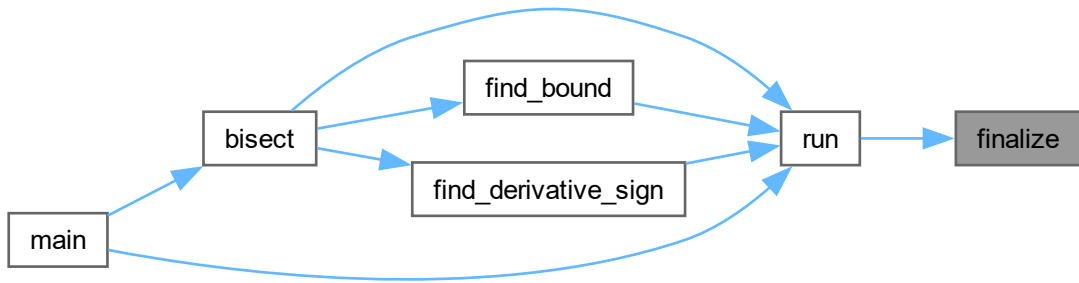 find_bound
bisect
run
finalize
find_derivative_sign
main